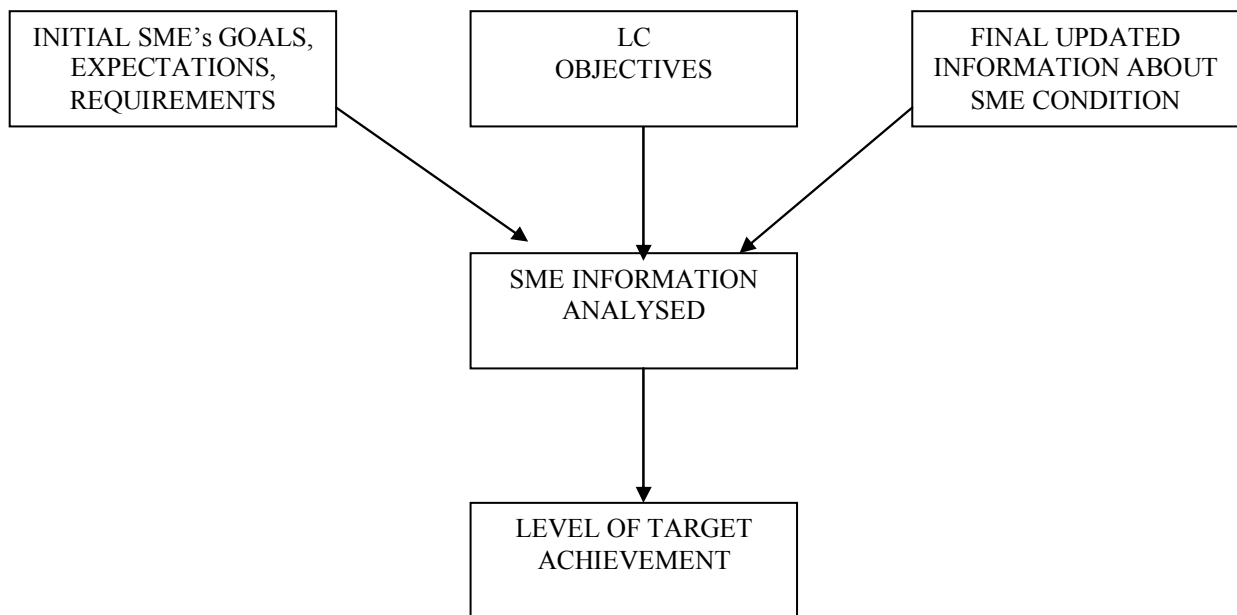 INITIAL SME's GOALS,
EXPECTATIONS,
REQUIREMENTS
LC
OBJECTIVES
FINAL UPDATED
INFORMATION ABOUT
SME CONDITION
SME INFORMATION
ANALYSED
LEVEL OF TARGET
ACHIEVEMENT